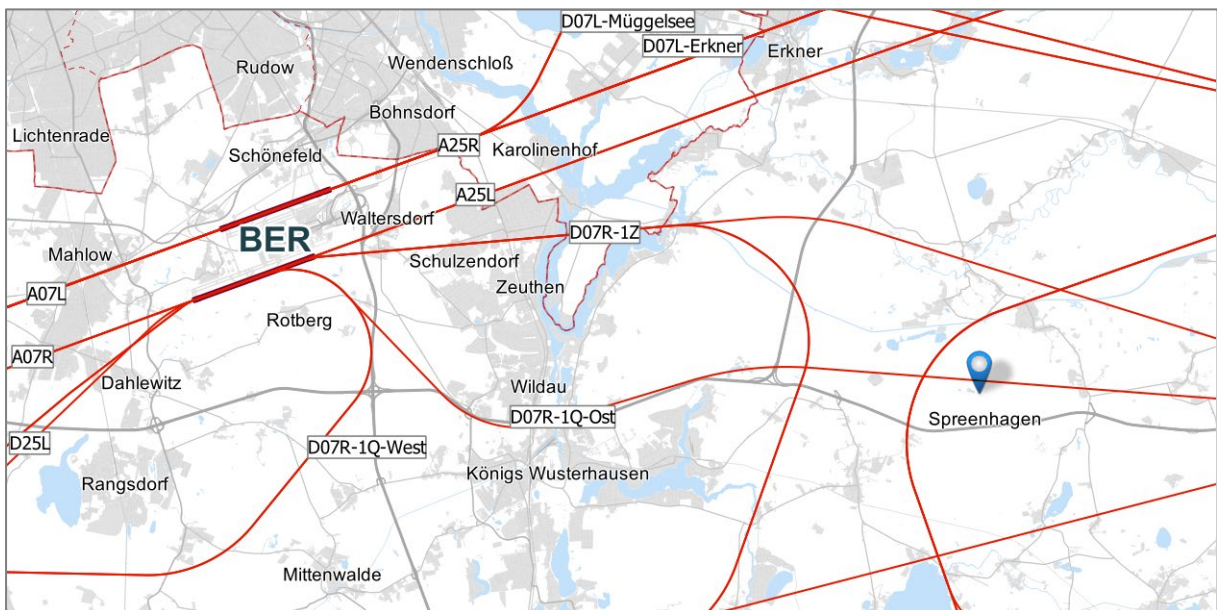 D07L-Müggelsee
D07L-Erkner
Erkner
Wendenschloß
Rudow
Bohnsdorf
Lichtenrade
A25R
Karolinenhof
Schönefeld
A25L
Waltersdorf
D07R-1Z
BER
Mahlow
Schulzendorf
Zeuthen
A07L
Rotberg
A07R
Dahlewitz
Wildau
D07R-1Q-Ost
Spreenhagen
D25L
D07R-1Q-West
Königs Wusterhausen
Rangsdorf
Mittenwalde